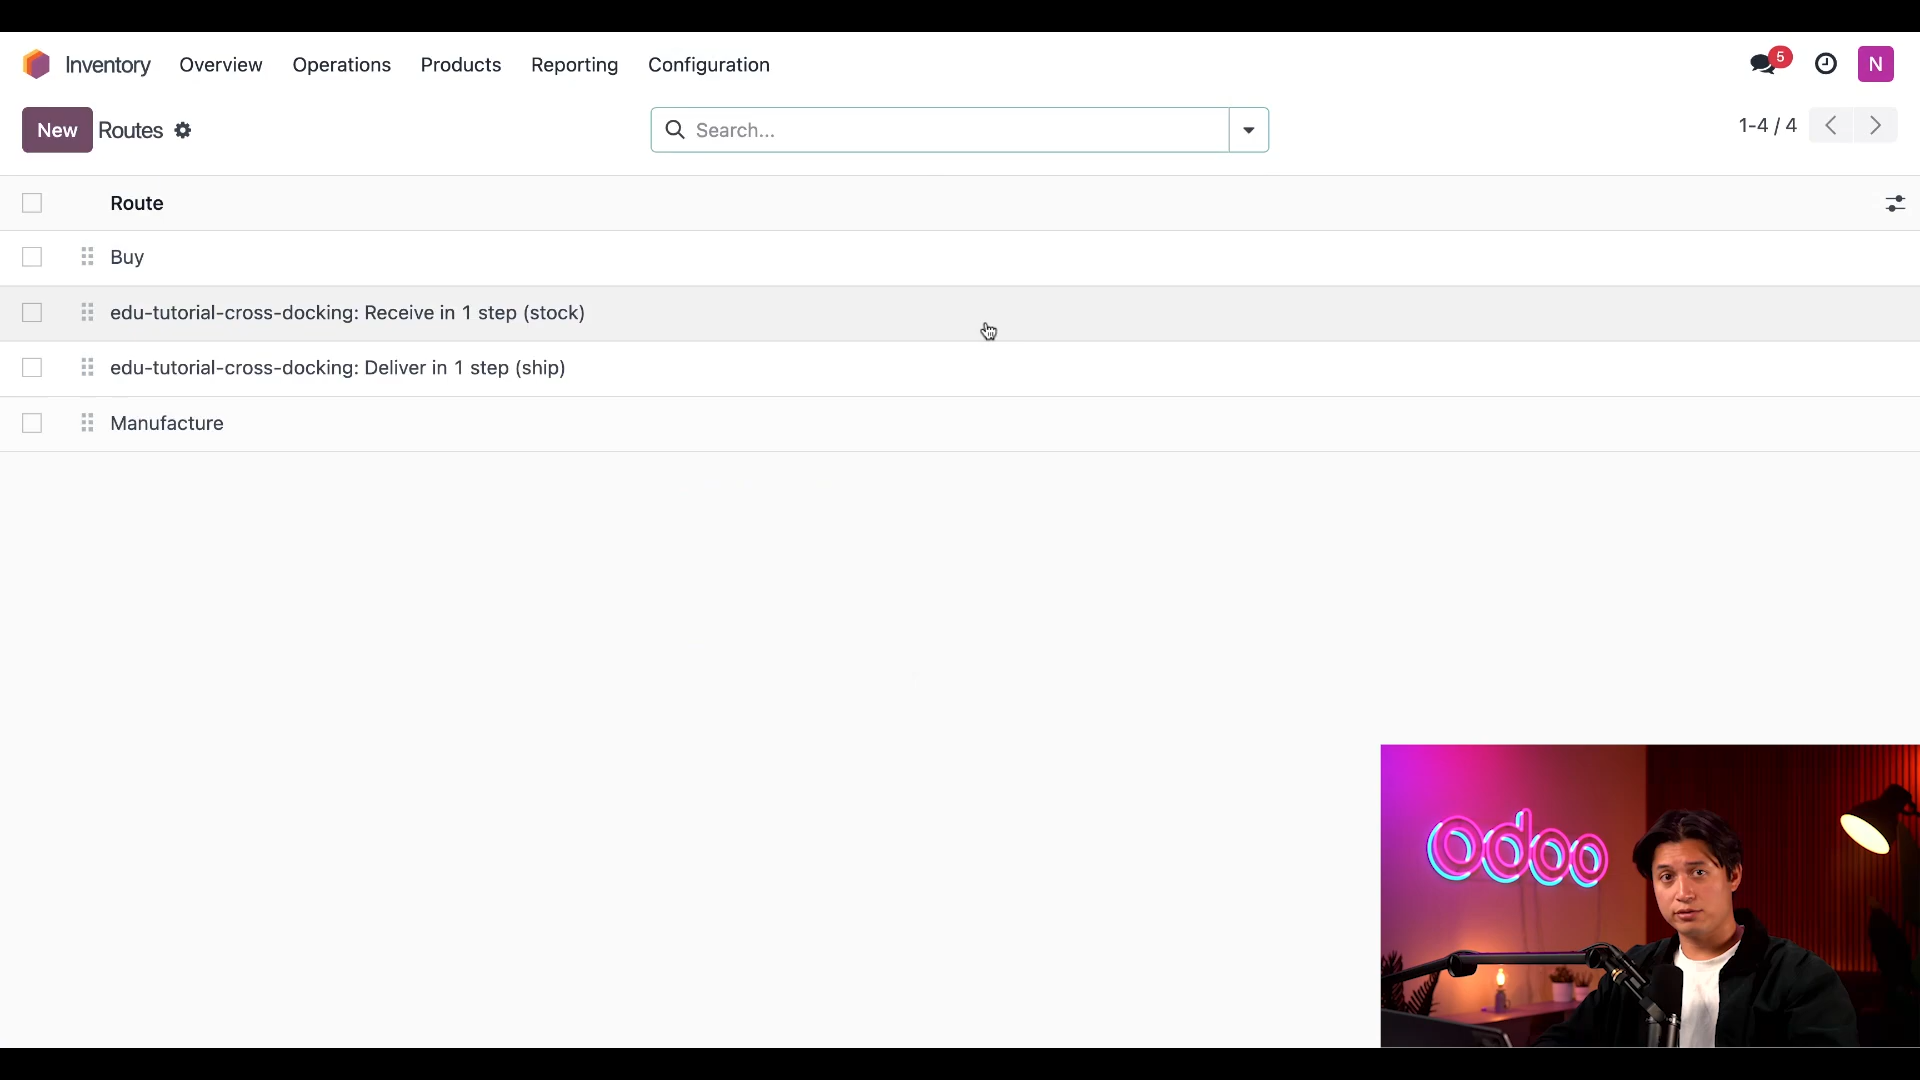 Inventory Overview Operations Products Reporting Configuration 5 N
New Routes Search... 1-4 / 4
Route
Buy
edu-tutorial-cross-docking: Receive in 1 step (stock)
edu-tutorial-cross-docking: Deliver in 1 step (ship)
Manufacture
odoo